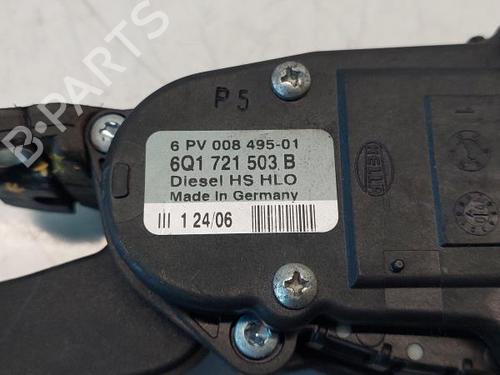 P5
6 PV 008 495-01
6Q1 721 503 B
Diesel HS HLO
Made in Germany
III 1 24/06
HELLA
1
B-Parts